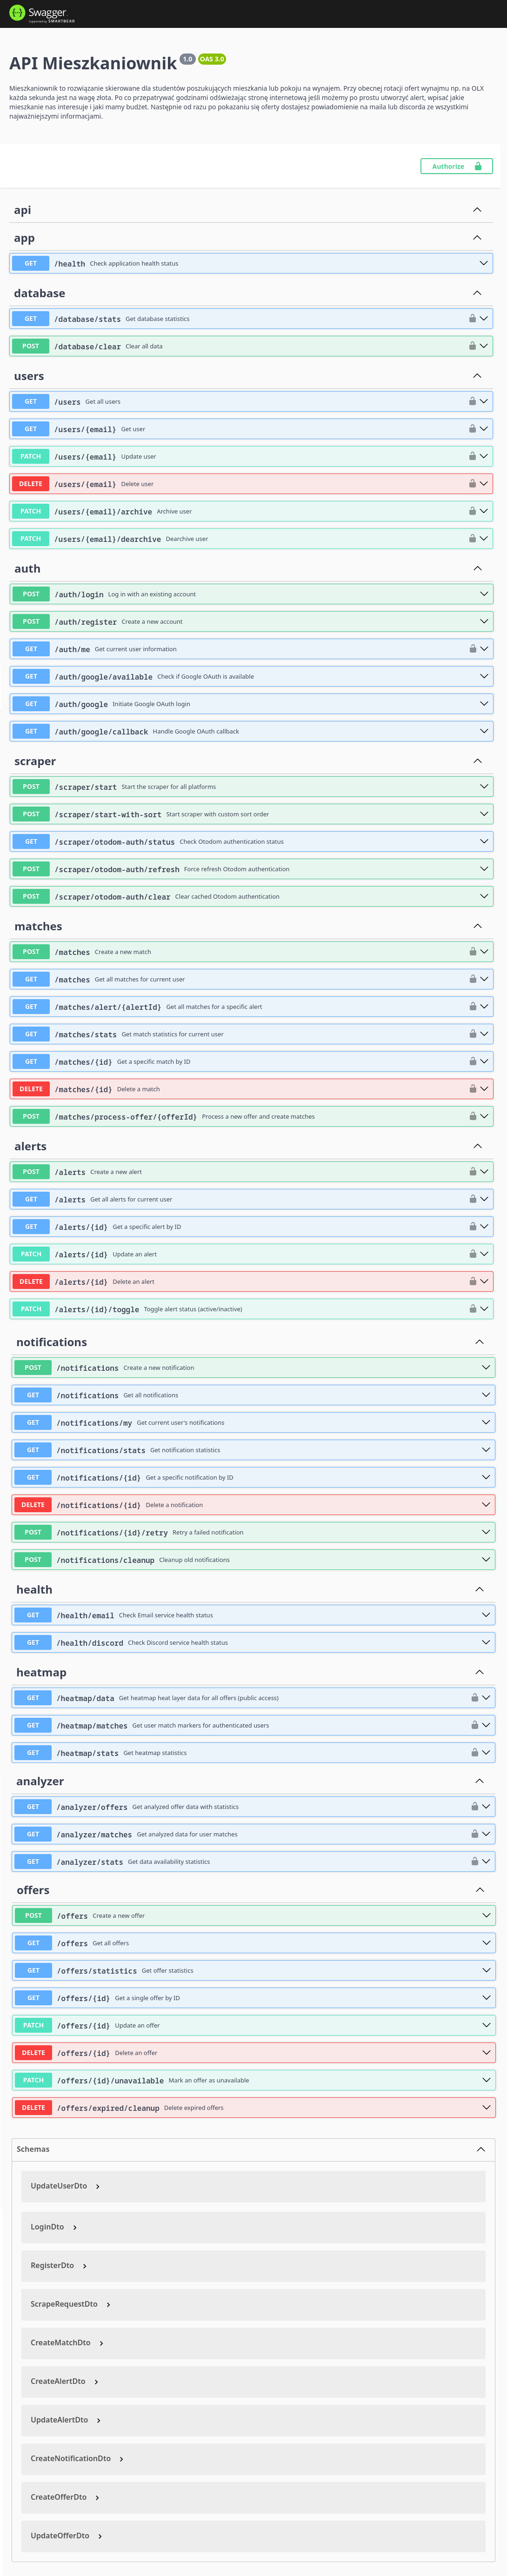 Swagger
Supported by SMARTBEAR
API Mieszkaniownik 1.0 OAS 3.0
Mieszkaniownik to rozwiązanie skierowane dla studentów poszukujących mieszkania lub pokoju na wynajem. Przy obecnej rotacji ofert wynajmu np. na OLX
każda sekunda jest na wagę złota. Po co przepatrywać godzinami odświeżając stronę internetową jeśli możemy po prostu utworzyć alert, wpisać jakie
mieszkanie nas interesuje i jaki mamy budżet. Następnie od razu po pokazaniu się oferty dostajesz powiadomienie na maila lub discorda ze wszystkimi
najważniejszymi informacjami.
Authorize
api
app
GET /health Check application health status
database
GET /database/stats Get database statistics
POST /database/clear Clear all data
users
GET /users Get all users
GET /users/{email} Get user
PATCH /users/{email} Update user
DELETE /users/{email} Delete user
PATCH /users/{email}/archive Archive user
PATCH /users/{email}/dearchive Dearchive user
auth
POST /auth/login Log in with an existing account
POST /auth/register Create a new account
GET /auth/me Get current user information
GET /auth/google/available Check if Google OAuth is available
GET /auth/google Initiate Google OAuth login
GET /auth/google/callback Handle Google OAuth callback
scraper
POST /scraper/start Start the scraper for all platforms
POST /scraper/start-with-sort Start scraper with custom sort order
GET /scraper/otodom-auth/status Check Otodom authentication status
POST /scraper/otodom-auth/refresh Force refresh Otodom authentication
POST /scraper/otodom-auth/clear Clear cached Otodom authentication
matches
POST /matches Create a new match
GET /matches Get all matches for current user
GET /matches/alert/{alertId} Get all matches for a specific alert
GET /matches/stats Get match statistics for current user
GET /matches/{id} Get a specific match by ID
DELETE /matches/{id} Delete a match
POST /matches/process-offer/{offerId} Process a new offer and create matches
alerts
POST /alerts Create a new alert
GET /alerts Get all alerts for current user
GET /alerts/{id} Get a specific alert by ID
PATCH /alerts/{id} Update an alert
DELETE /alerts/{id} Delete an alert
PATCH /alerts/{id}/toggle Toggle alert status (active/inactive)
notifications
POST /notifications Create a new notification
GET /notifications Get all notifications
GET /notifications/my Get current user's notifications
GET /notifications/stats Get notification statistics
GET /notifications/{id} Get a specific notification by ID
DELETE /notifications/{id} Delete a notification
POST /notifications/{id}/retry Retry a failed notification
POST /notifications/cleanup Cleanup old notifications
health
GET /health/email Check Email service health status
GET /health/discord Check Discord service health status
heatmap
GET /heatmap/data Get heatmap heat layer data for all offers (public access)
GET /heatmap/matches Get user match markers for authenticated users
GET /heatmap/stats Get heatmap statistics
analyzer
GET /analyzer/offers Get analyzed offer data with statistics
GET /analyzer/matches Get analyzed data for user matches
GET /analyzer/stats Get data availability statistics
offers
POST /offers Create a new offer
GET /offers Get all offers
GET /offers/statistics Get offer statistics
GET /offers/{id} Get a single offer by ID
PATCH /offers/{id} Update an offer
DELETE /offers/{id} Delete an offer
PATCH /offers/{id}/unavailable Mark an offer as unavailable
DELETE /offers/expired/cleanup Delete expired offers
Schemas
UpdateUserDto
LoginDto
RegisterDto
ScrapeRequestDto
CreateMatchDto
CreateAlertDto
UpdateAlertDto
CreateNotificationDto
CreateOfferDto
UpdateOfferDto